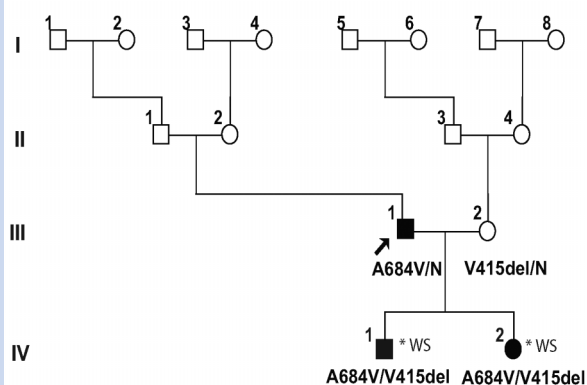 I 1 2 3 4 5 6 7 8
II 1 2 3 4
III 1 2
A684V/N V415del/N
IV 1 * WS 2 * WS
A684V/V415del A684V/V415del